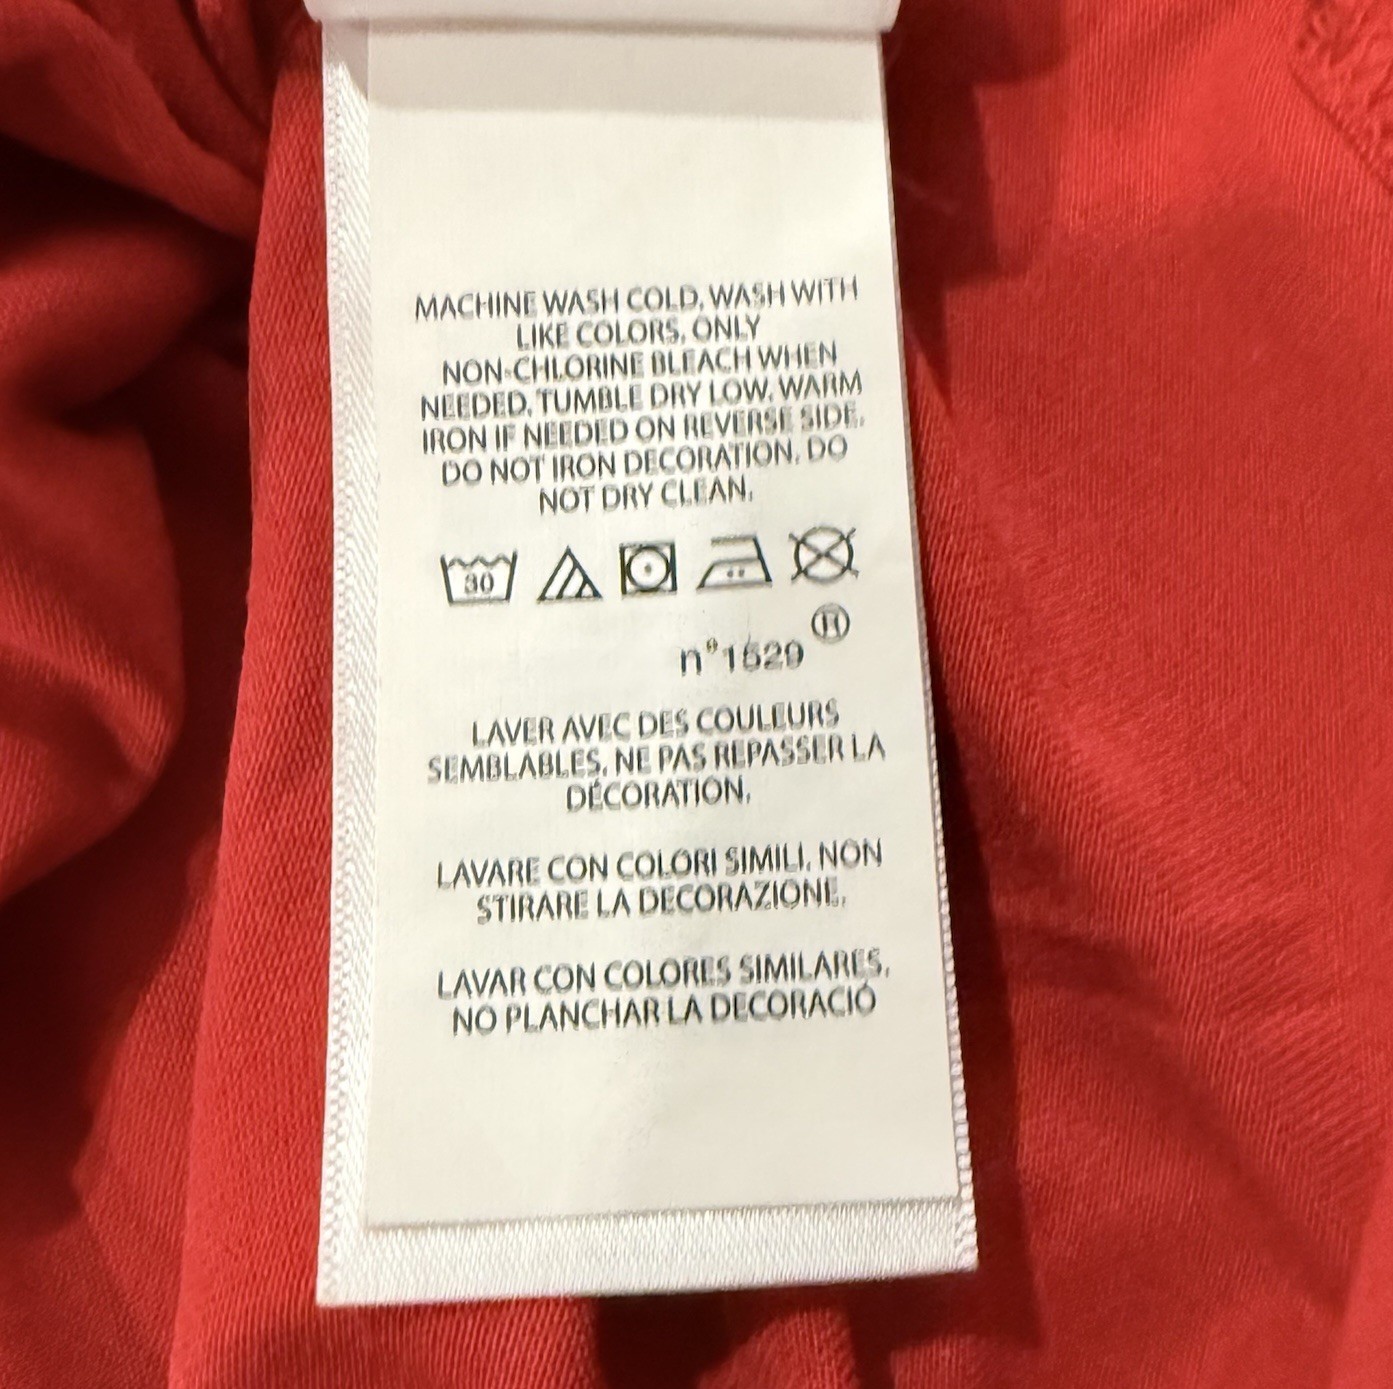 MACHINE WASH COLD, WASH WITH
LIKE COLORS, ONLY
NON-CHLORINE BLEACH WHEN
NEEDED, TUMBLE DRY LOW, WARM
IRON IF NEEDED ON REVERSE SIDE,
DO NOT IRON DECORATION, DO
NOT DRY CLEAN,
30
H
n°1529
LAVER AVEC DES COULEURS
SEMBLABLES, NE PAS REPASSER LA
DÉCORATION,
LAVARE CON COLORI SIMILI, NON
STIRARE LA DECORAZIONE,
LAVAR CON COLORES SIMILARES,
NO PLANCHAR LA DECORACIÓ